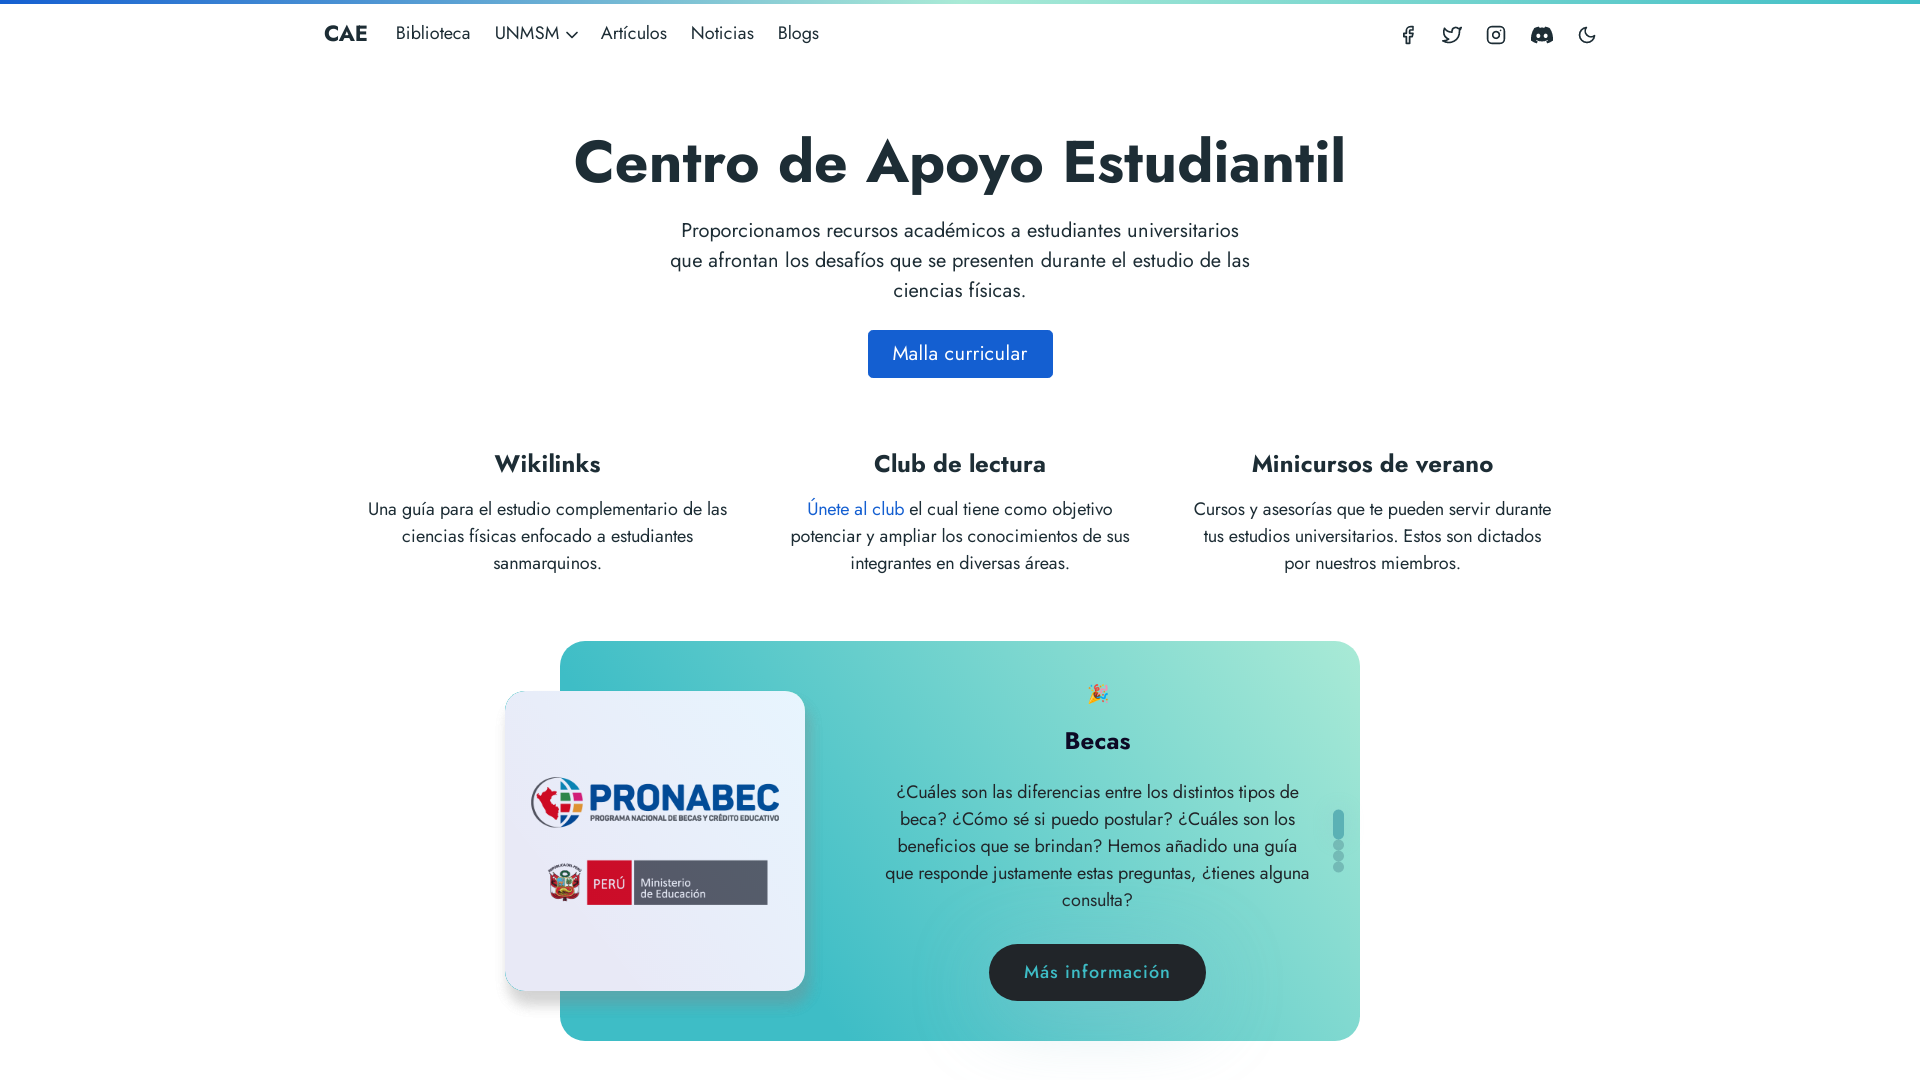 CAE Biblioteca UNMSM Artículos Noticias Blogs
Centro de Apoyo Estudiantil
Proporcionamos recursos académicos a estudiantes universitarios
que afrontan los desafíos que se presenten durante el estudio de las
ciencias físicas.
Malla curricular
Wikilinks
Una guía para el estudio complementario de las
ciencias físicas enfocado a estudiantes
sanmarquinos.
Club de lectura
Únete al club el cual tiene como objetivo
potenciar y ampliar los conocimientos de sus
integrantes en diversas áreas.
Minicursos de verano
Cursos y asesorías que te pueden servir durante
tus estudios universitarios. Estos son dictados
por nuestros miembros.
PRONABEC
PROGRAMA NACIONAL DE BECAS Y CRÉDITO EDUCATIVO
PERÚ
Ministerio
de Educación
Becas
¿Cuáles son las diferencias entre los distintos tipos de
beca? ¿Cómo sé si puedo postular? ¿Cuáles son los
beneficios que se brindan? Hemos añadido una guía
que responde justamente estas preguntas, ¿tienes alguna
consulta?
Más información